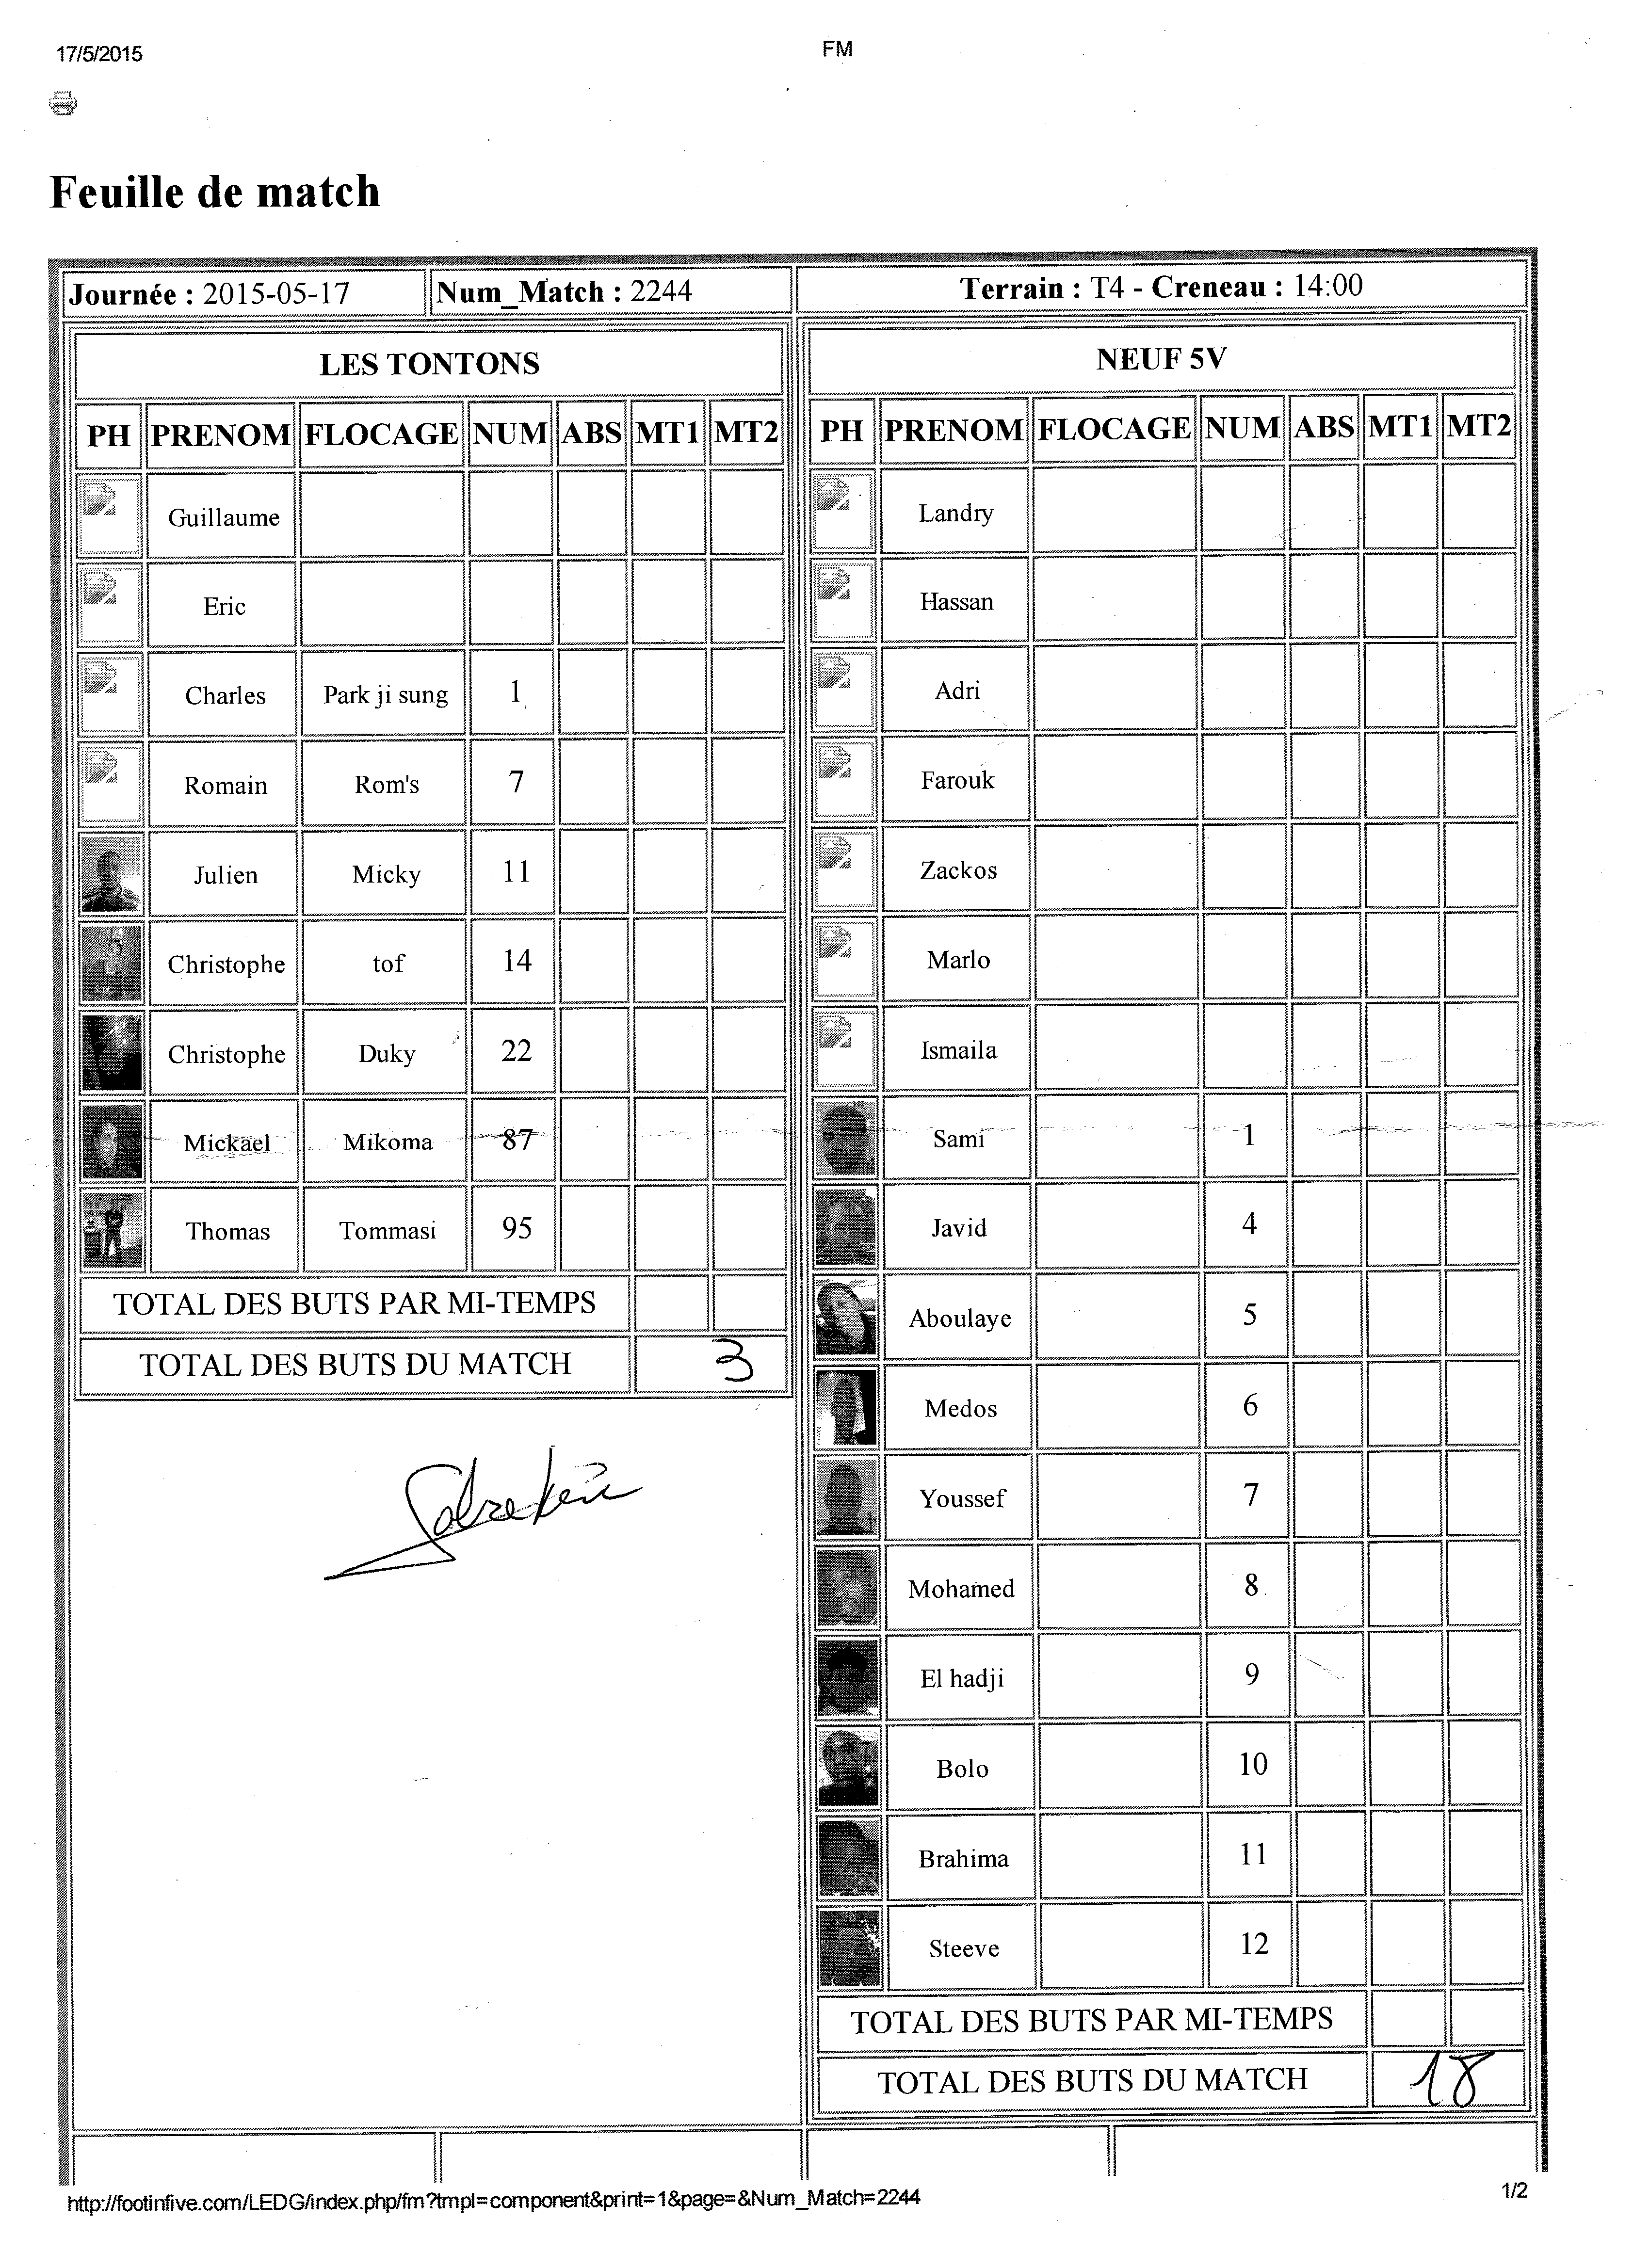 17/5/2015
FM
Feuille de match
Journée : 2015-05-17
Num_Match : 2244
Terrain : T4 - Creneau : 14:00
LES TONTONS
PH PRENOM FLOCAGE NUM ABS MT1 MT2
Guillaume
Eric
Charles Park ji sung 1
Romain Rom's 7
Julien Micky 11
Christophe tof 14
Christophe Duky 22
Mickael Mikoma 87
Thomas Tommasi 95
TOTAL DES BUTS PAR MI-TEMPS
TOTAL DES BUTS DU MATCH 3
NEUF 5V
PH PRENOM FLOCAGE NUM ABS MT1 MT2
Landry
Hassan
Adri
Farouk
Zackos
Marlo
Ismaila
Sami 1
Javid 4
Aboulaye 5
Medos 6
Youssef 7
Mohamed 8
El hadji 9
Bolo 10
Brahima 11
Steeve 12
TOTAL DES BUTS PAR MI-TEMPS
TOTAL DES BUTS DU MATCH 18
http://footinfive.com/LEDG/index.php/fm?tmpl=component&print=1&page=&Num_Match=2244
1/2